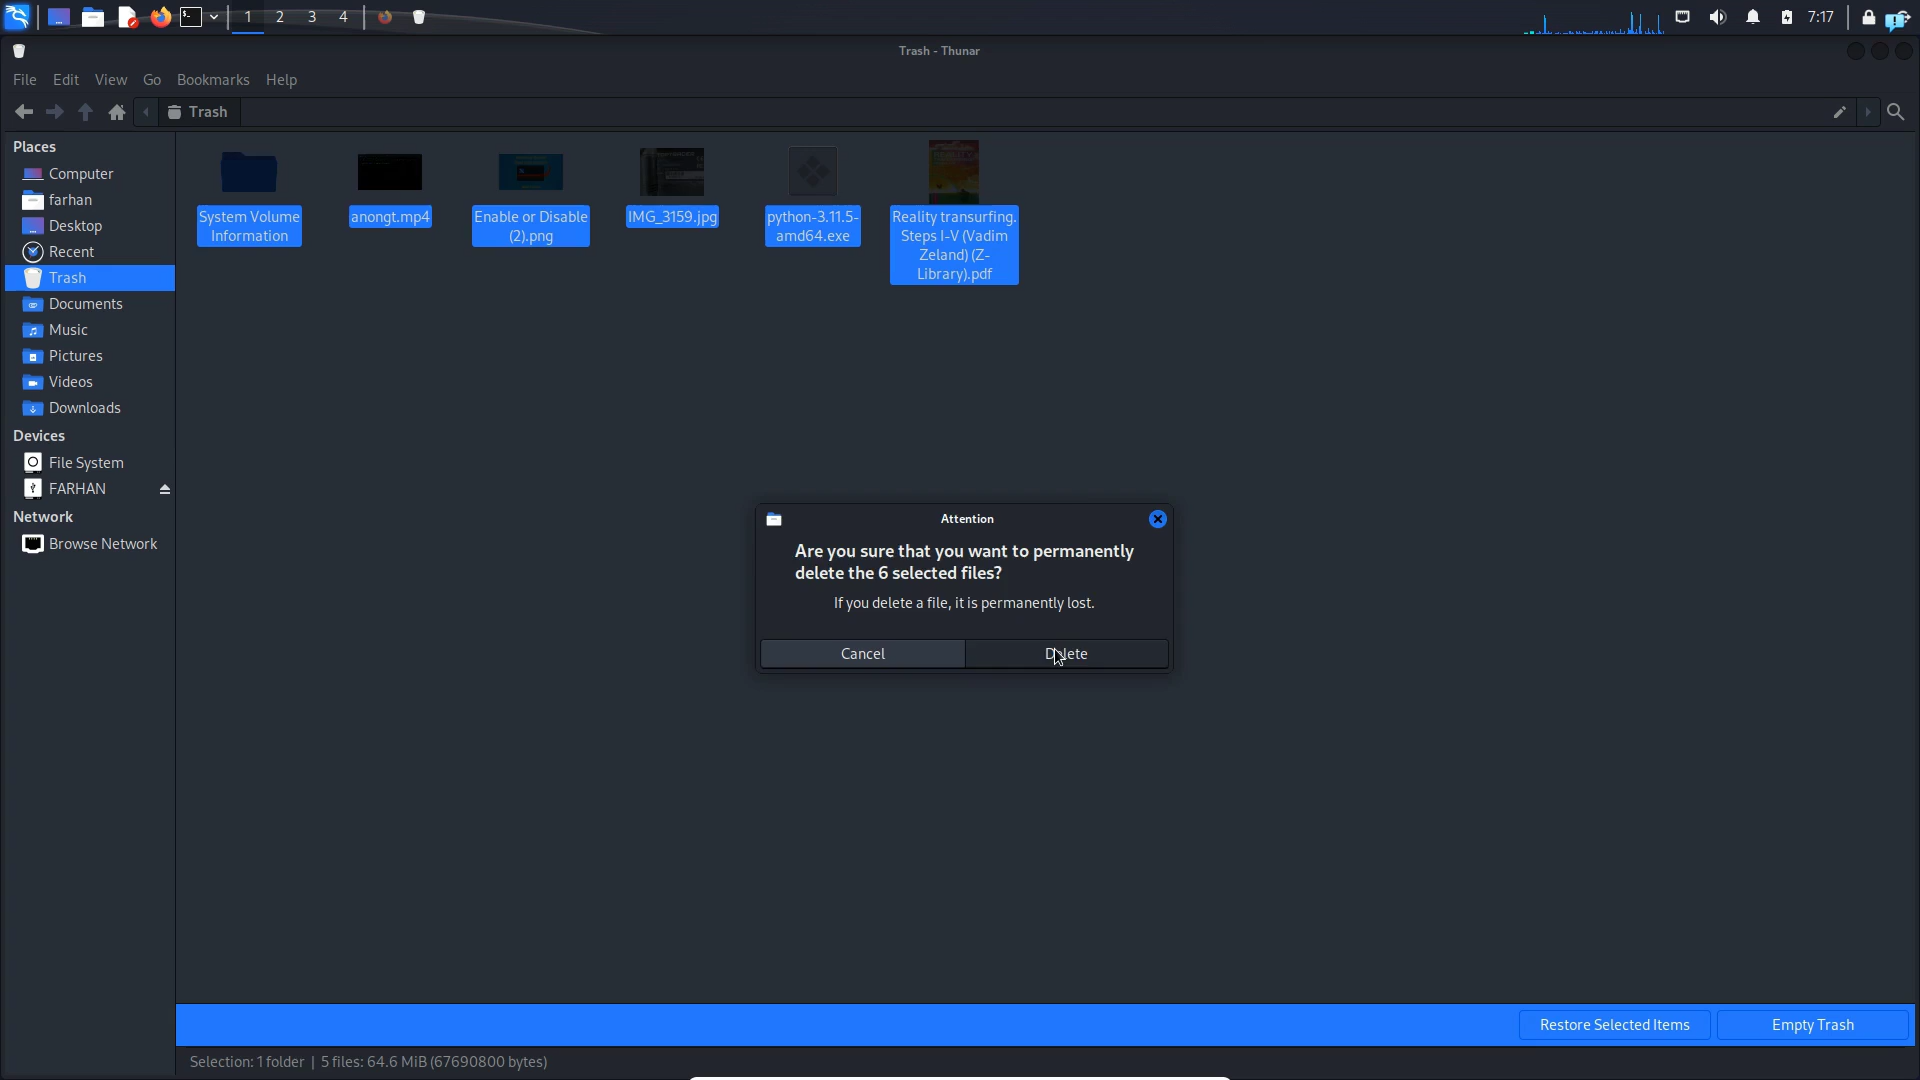 1 2 3 4 7:17
Trash - Thunar
File Edit View Go Bookmarks Help
Trash
Places
Computer
farhan
Desktop
Recent
Trash
Documents
Music
Pictures
Videos
Downloads
Devices
File System
FARHAN
Network
Browse Network
System Volume
Information
anongt.mp4
Enable or Disable
(2).png
IMG_3159.jpg
python-3.11.5-
amd64.exe
Reality transurfing.
Steps I-V (Vadim
Zeland) (Z-
Library).pdf
Attention
Are you sure that you want to permanently
delete the 6 selected files?
If you delete a file, it is permanently lost.
Cancel Delete
Restore Selected Items Empty Trash
Selection: 1 folder | 5 files: 64.6 MiB (67690800 bytes)